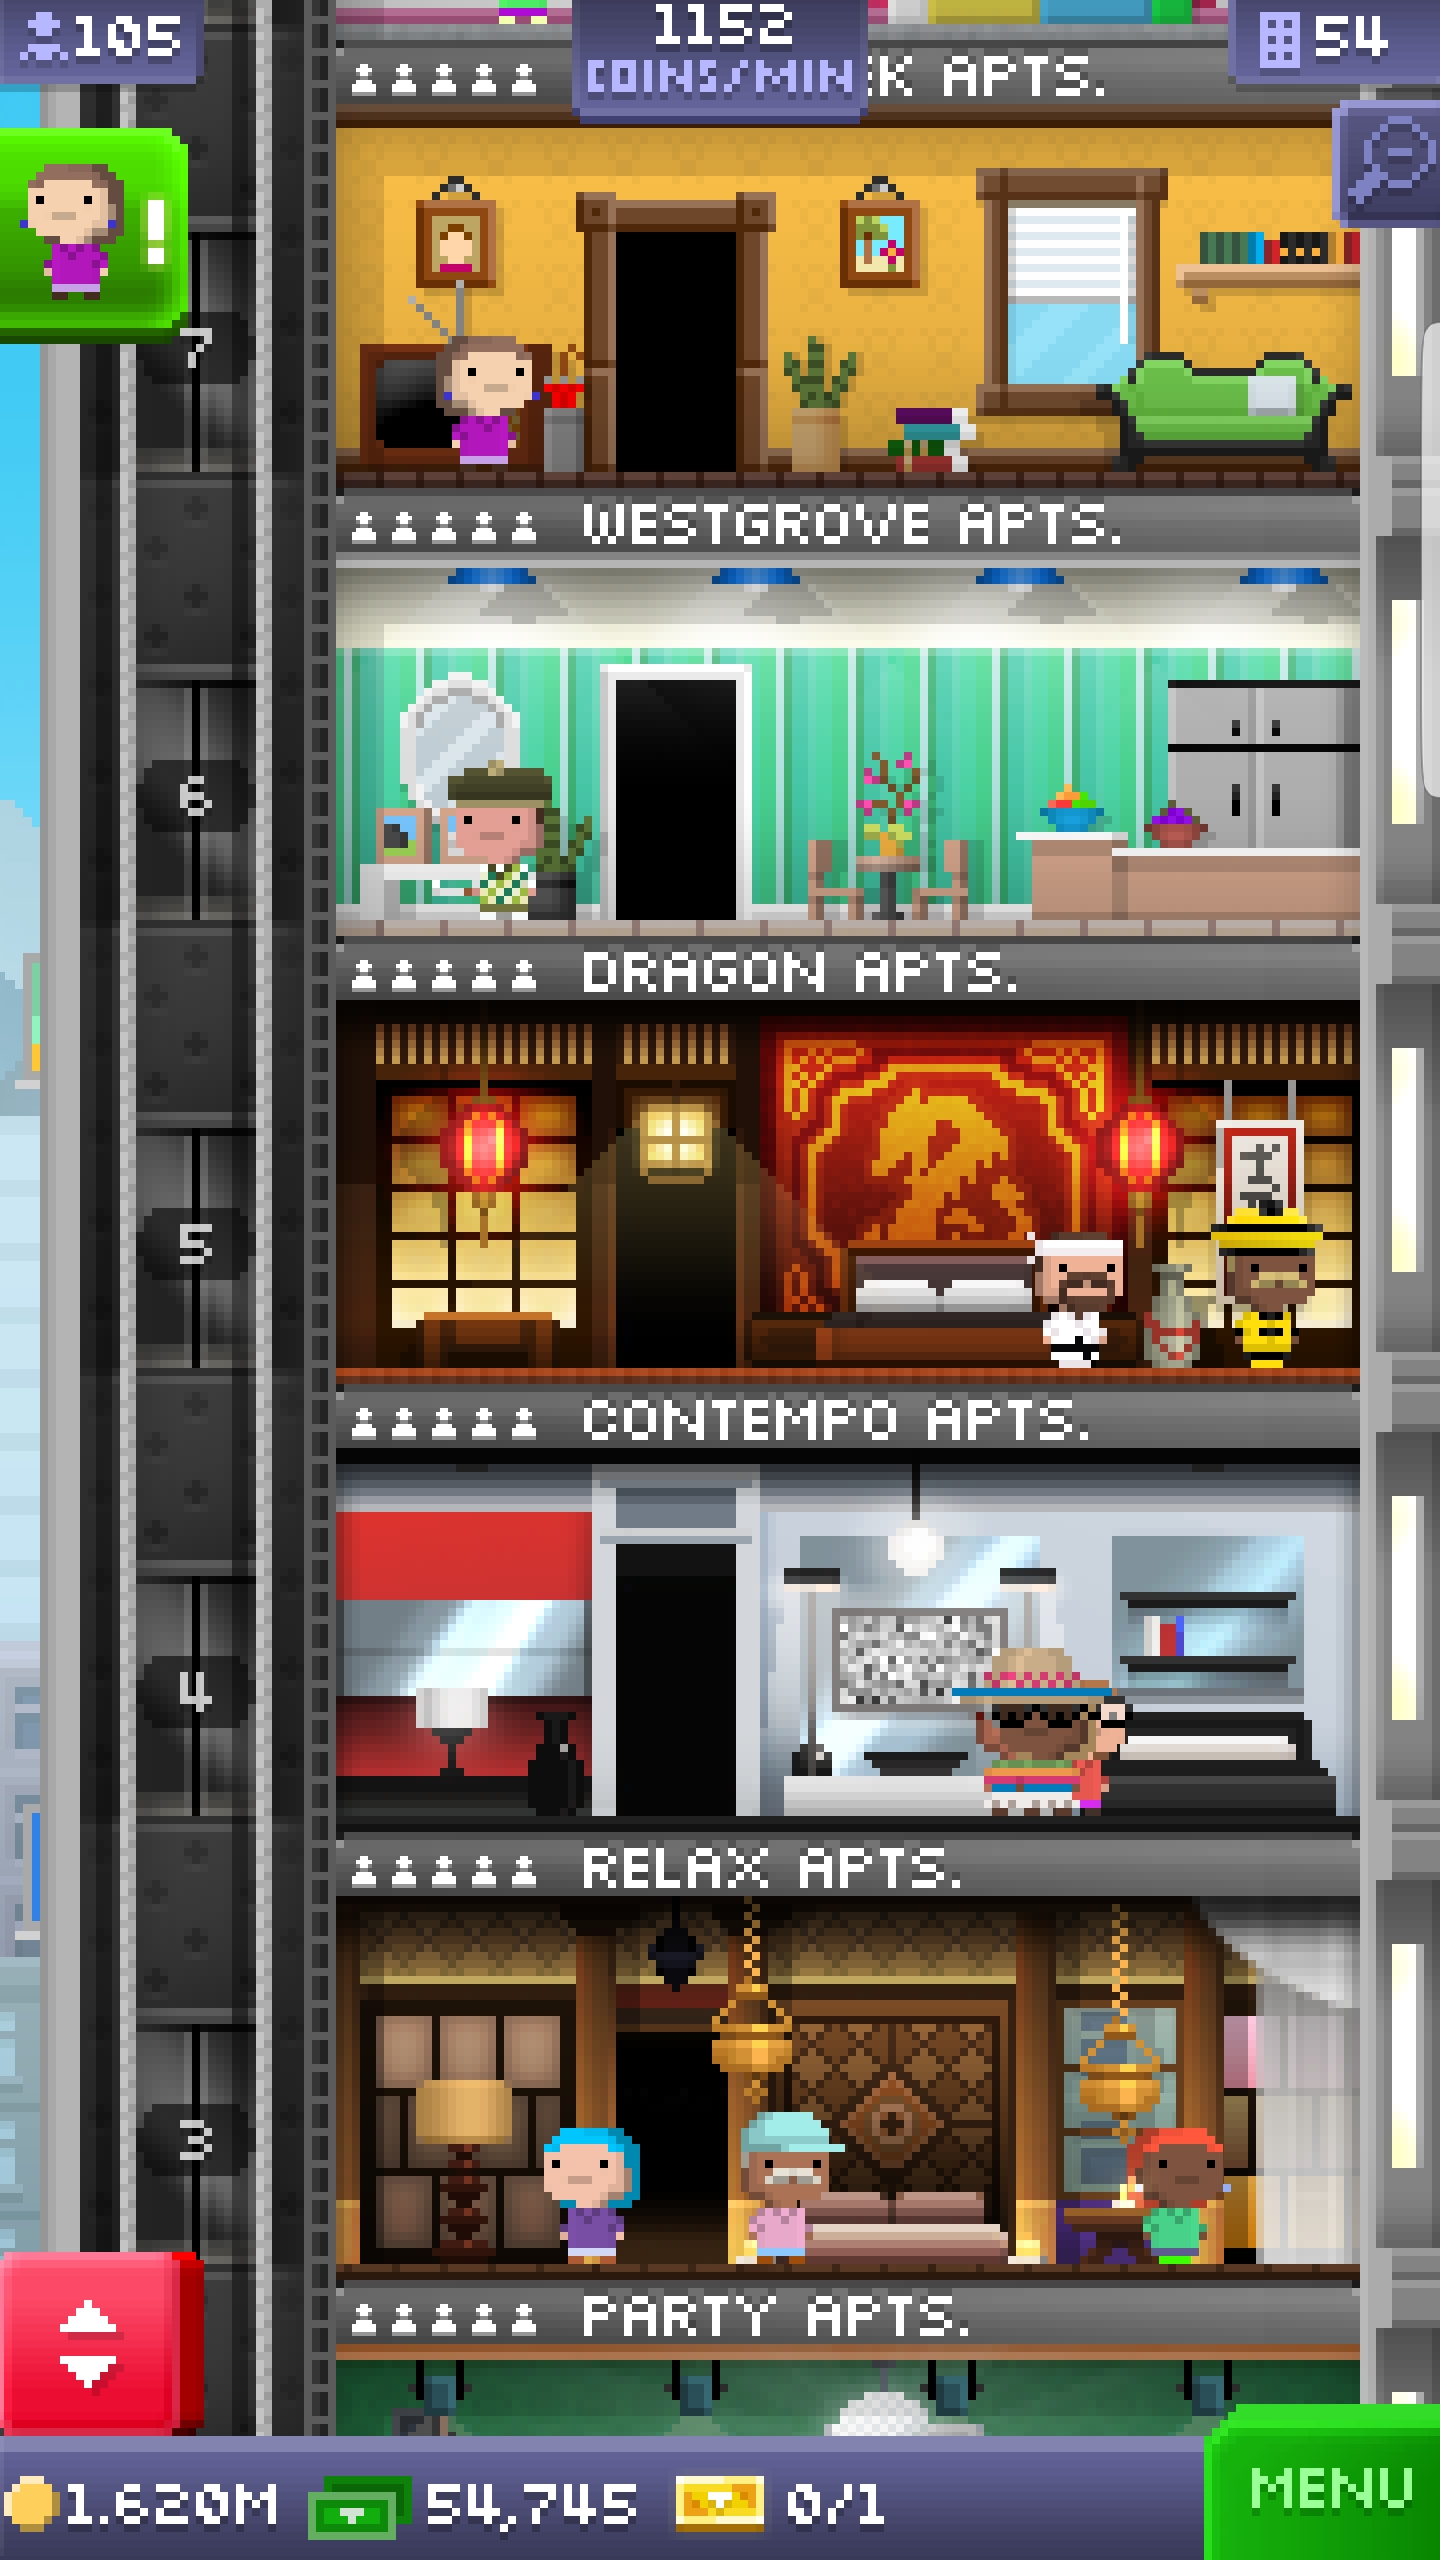 105
1152
COINS/MIN
54
K APTS.
!
7
WESTGROVE APTS.
6
DRAGON APTS.
5
CONTEMPO APTS.
4
RELAX APTS.
3
PARTY APTS.
1.620M 54,745 0/1
MENU